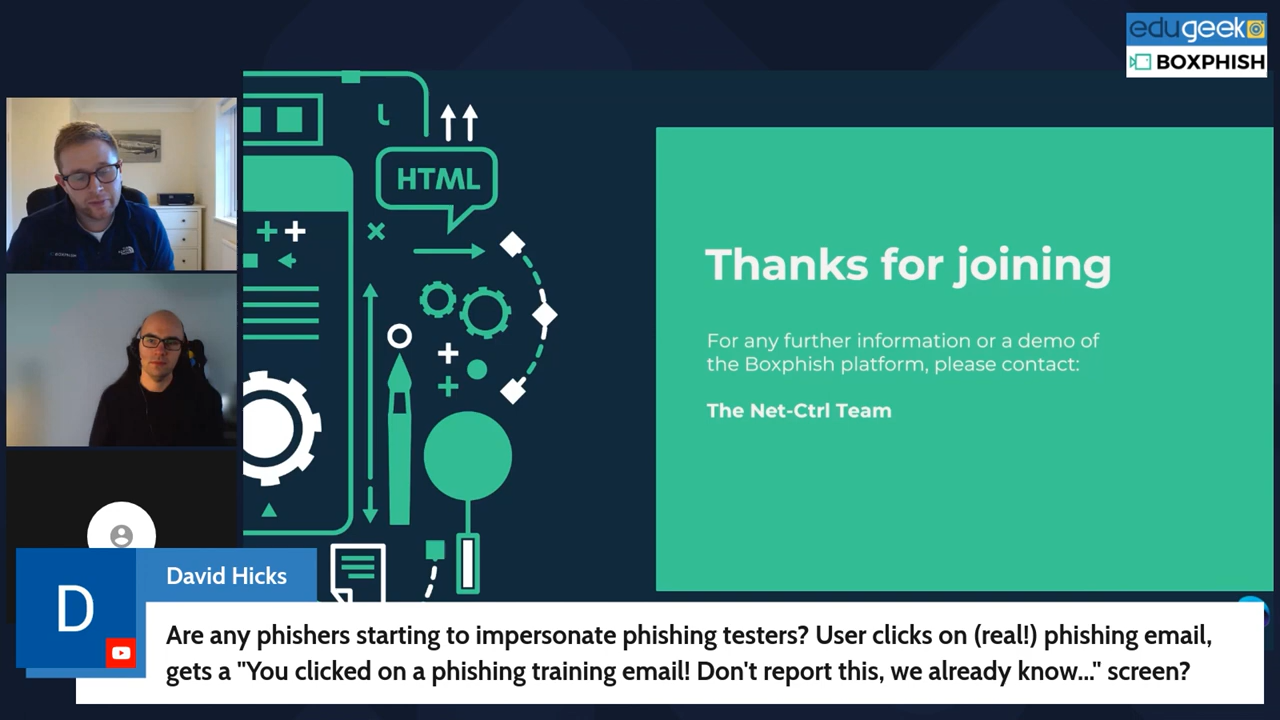 edugeek
BOXPHISH
HTML
Thanks for joining
For any further information or a demo of
the Boxphish platform, please contact:
The Net-Ctrl Team
D
David Hicks
Are any phishers starting to impersonate phishing testers? User clicks on (real!) phishing email,
gets a "You clicked on a phishing training email! Don't report this, we already know..." screen?